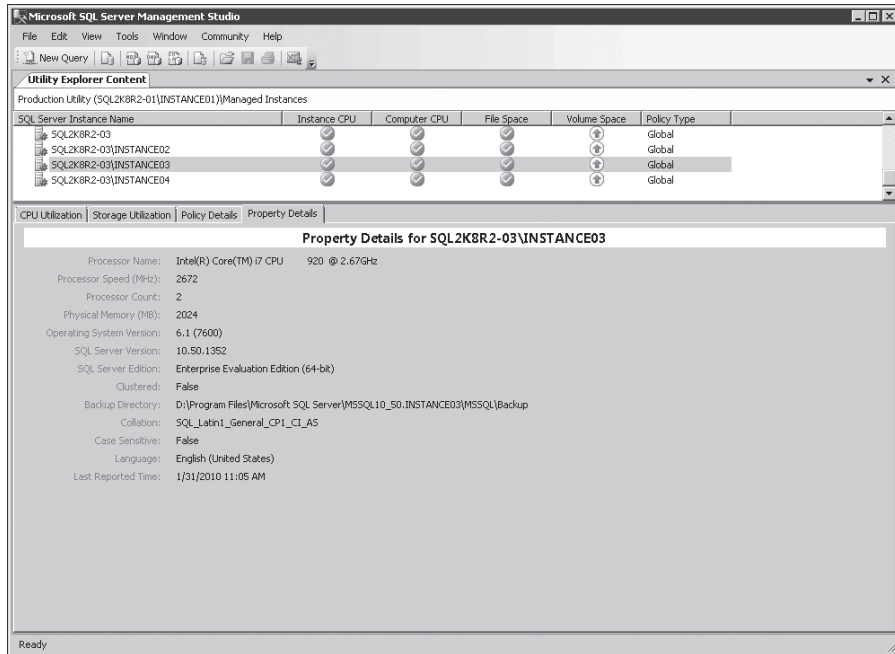 Microsoft SQL Server Management Studio
File Edit View Tools Window Community Help
New Query
Utility Explorer Content
Production Utility (SQL2K8R2-01\INSTANCE01)\Managed Instances
SQL Server Instance Name Instance CPU Computer CPU File Space Volume Space Policy Type
SQL2K8R2-03 Global
SQL2K8R2-03\INSTANCE02 Global
SQL2K8R2-03\INSTANCE03 Global
SQL2K8R2-03\INSTANCE04 Global
CPU Utilization Storage Utilization Policy Details Property Details
Property Details for SQL2K8R2-03\INSTANCE03
Processor Name: Intel(R) Core(TM) i7 CPU 920 @ 2.67GHz
Processor Speed (MHz): 2672
Processor Count: 2
Physical Memory (MB): 2024
Operating System Version: 6.1 (7600)
SQL Server Version: 10.50.1352
SQL Server Edition: Enterprise Evaluation Edition (64-bit)
Clustered: False
Backup Directory: D:\Program Files\Microsoft SQL Server\MSSQL10_50.INSTANCE03\MSSQL\Backup
Collation: SQL_Latin1_General_CP1_CI_AS
Case Sensitive: False
Language: English (United States)
Last Reported Time: 1/31/2010 11:05 AM
Ready